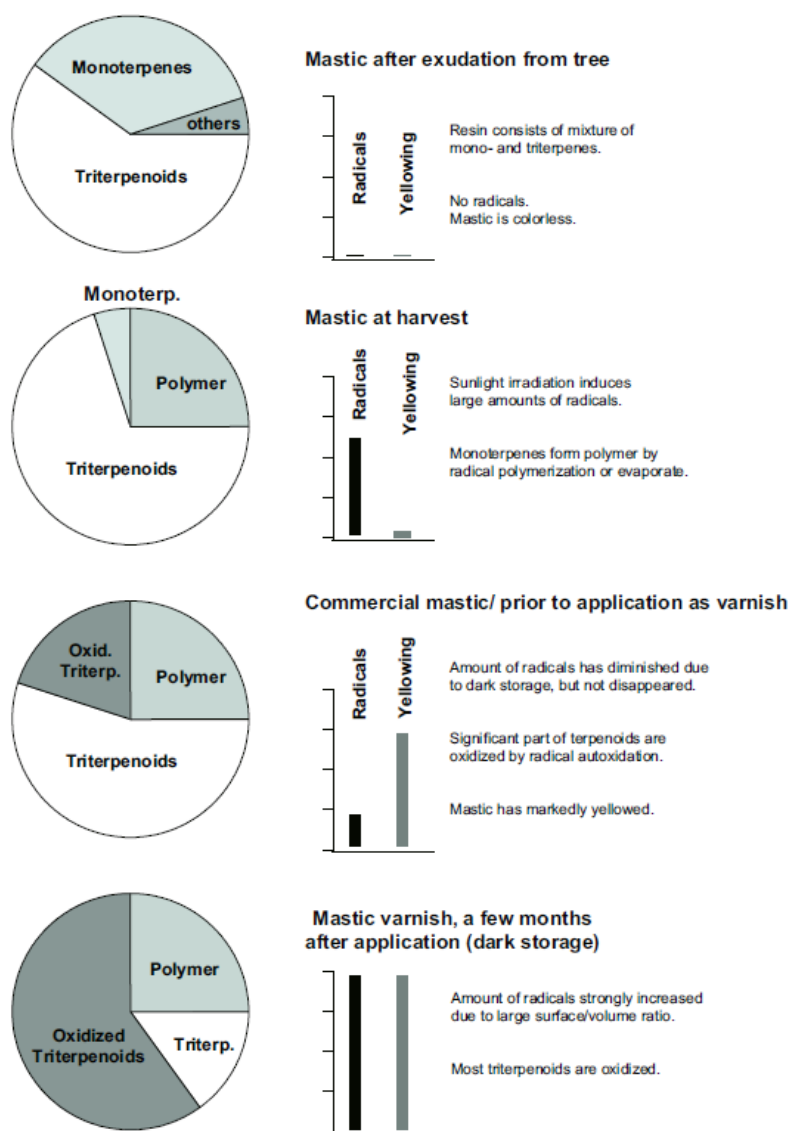 Monoterpenes
others
Triterpenoids
Mastic after exudation from tree
Radicals
Yellowing
Resin consists of mixture of
mono- and triterpenes.
No radicals.
Mastic is colorless.
Monoterp.
Polymer
Triterpenoids
Mastic at harvest
Radicals
Yellowing
Sunlight irradiation induces
large amounts of radicals.
Monoterpenes form polymer by
radical polymerization or evaporate.
Oxid.
Triterp.
Polymer
Triterpenoids
Commercial mastic/ prior to application as varnish
Radicals
Yellowing
Amount of radicals has diminished due
to dark storage, but not disappeared.
Significant part of terpenoids are
oxidized by radical autoxidation.
Mastic has markedly yellowed.
Polymer
Oxidized
Triterpenoids
Triterp.
Mastic varnish, a few months
after application (dark storage)
Amount of radicals strongly increased
due to large surface/volume ratio.
Most triterpenoids are oxidized.